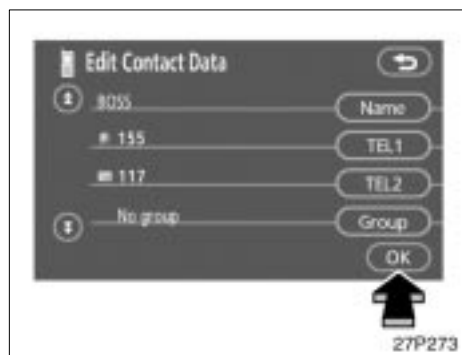 Edit Contact Data
BOSS Name
155 TEL1
117 TEL2
No group Group
OK
27P273